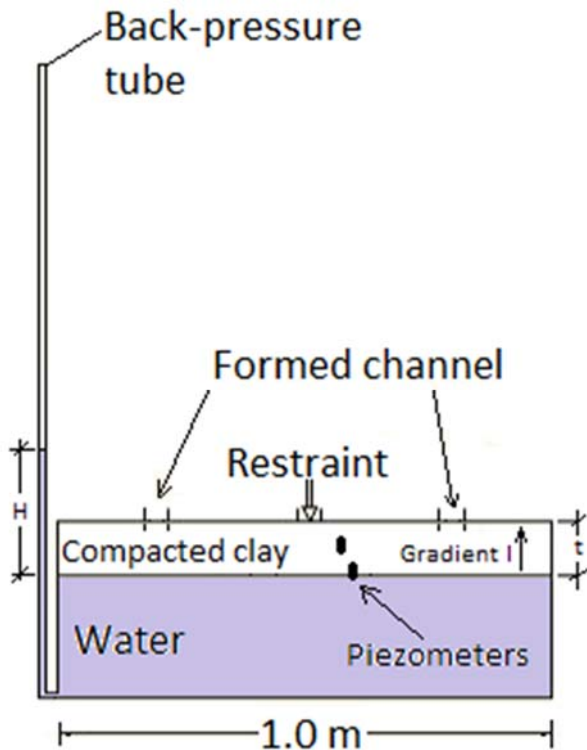 Back-pressure
tube
Formed channel
H
Restraint
Compacted clay
Gradient I
t
Water
Piezometers
1.0 m